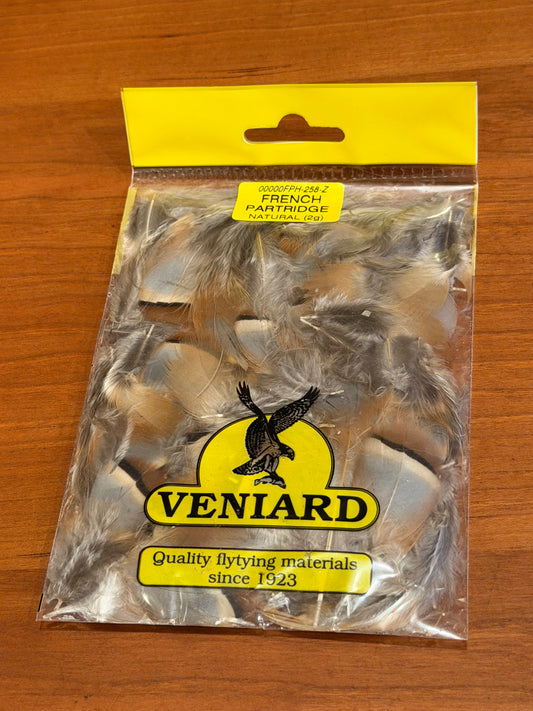 00000FPH-258-Z
FRENCH
PARTRIDGE
NATURAL (2g)
VENIARD
Quality flytying materials
since 1923